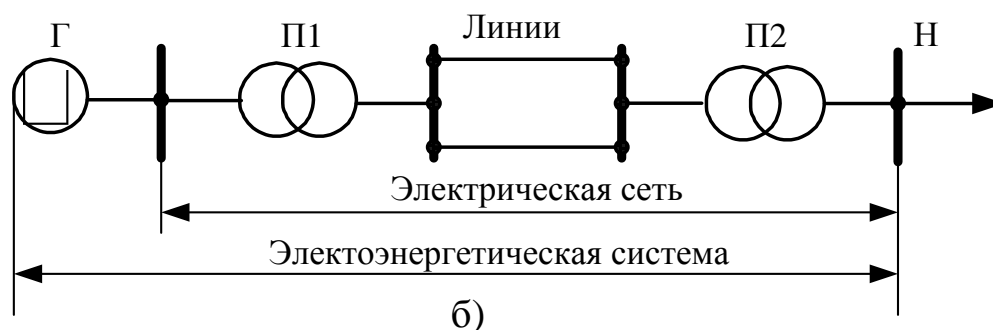 Г П1 Линии П2 Н
Электрическая сеть
Электоэнергетическая система
б)